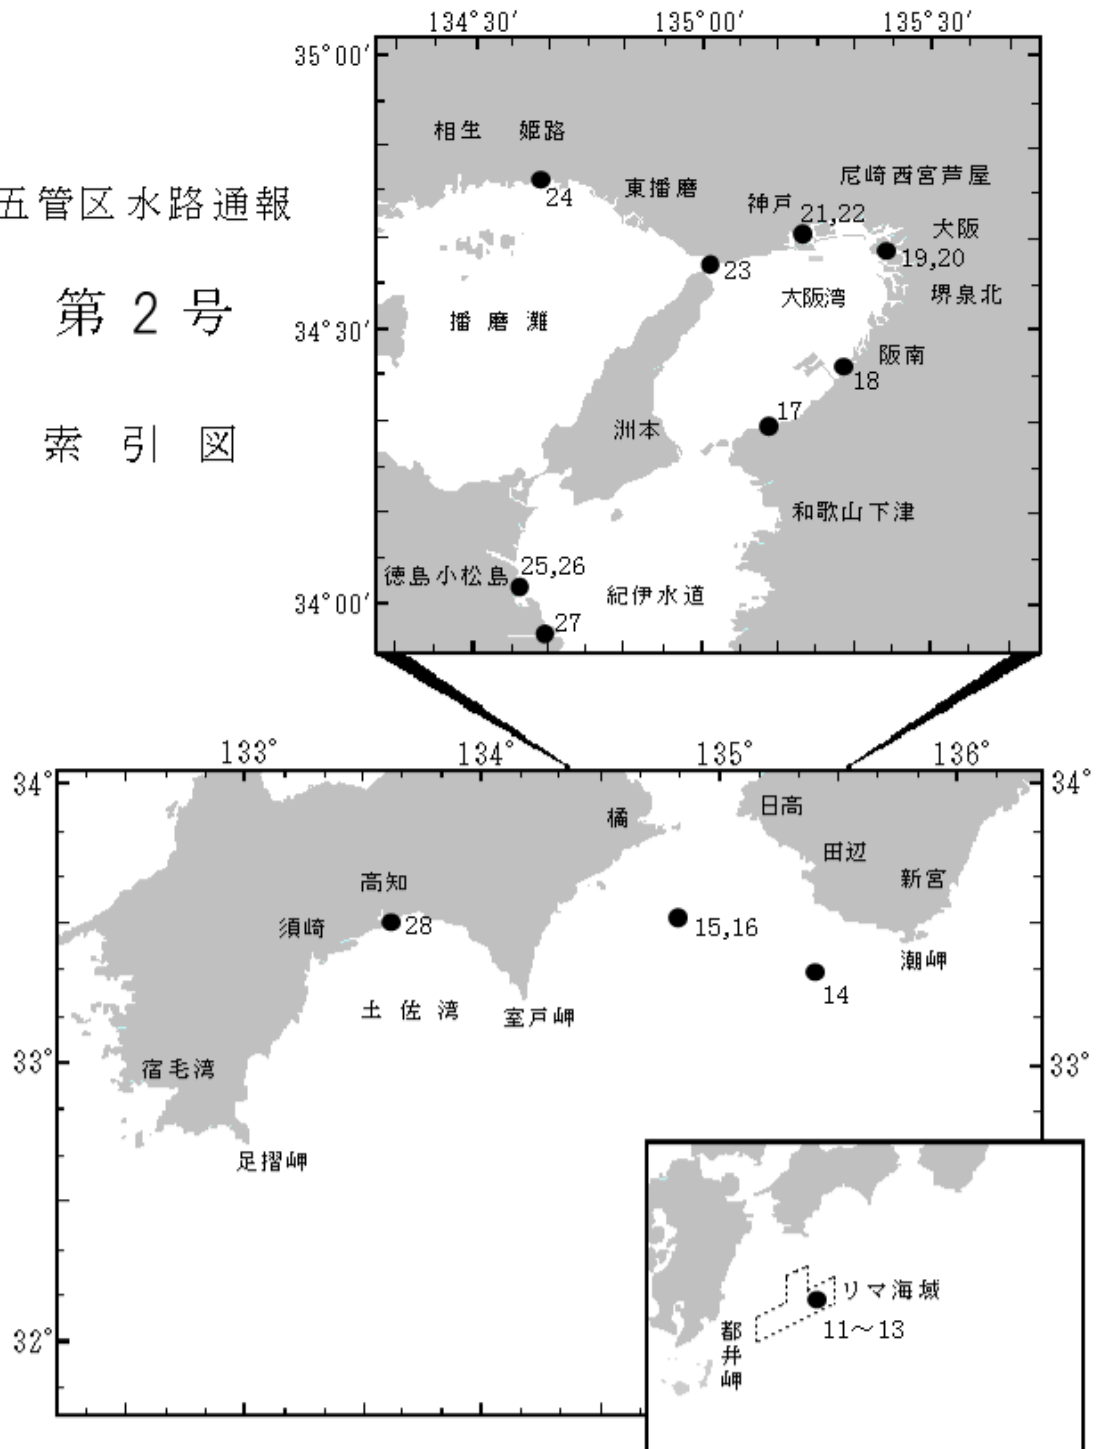 134°30′
135°00′
135°30′
35°00′
相生
姫路
24
東播磨
尼崎西宮芦屋
神戸
21,22
大阪
19,20
23
堺泉北
大阪湾
播磨灘
34°30′
阪南
18
17
洲本
和歌山下津
25,26
徳島小松島
紀伊水道
34°00′
27
五管区水路通報
第2号
索引図
133°
134°
135°
136°
34°
34°
橘
日高
田辺
高知
新宮
須崎
28
15,16
潮岬
14
土佐湾
室戸岬
33°
33°
宿毛湾
足摺岬
リマ海域
11～13
都井岬
32°